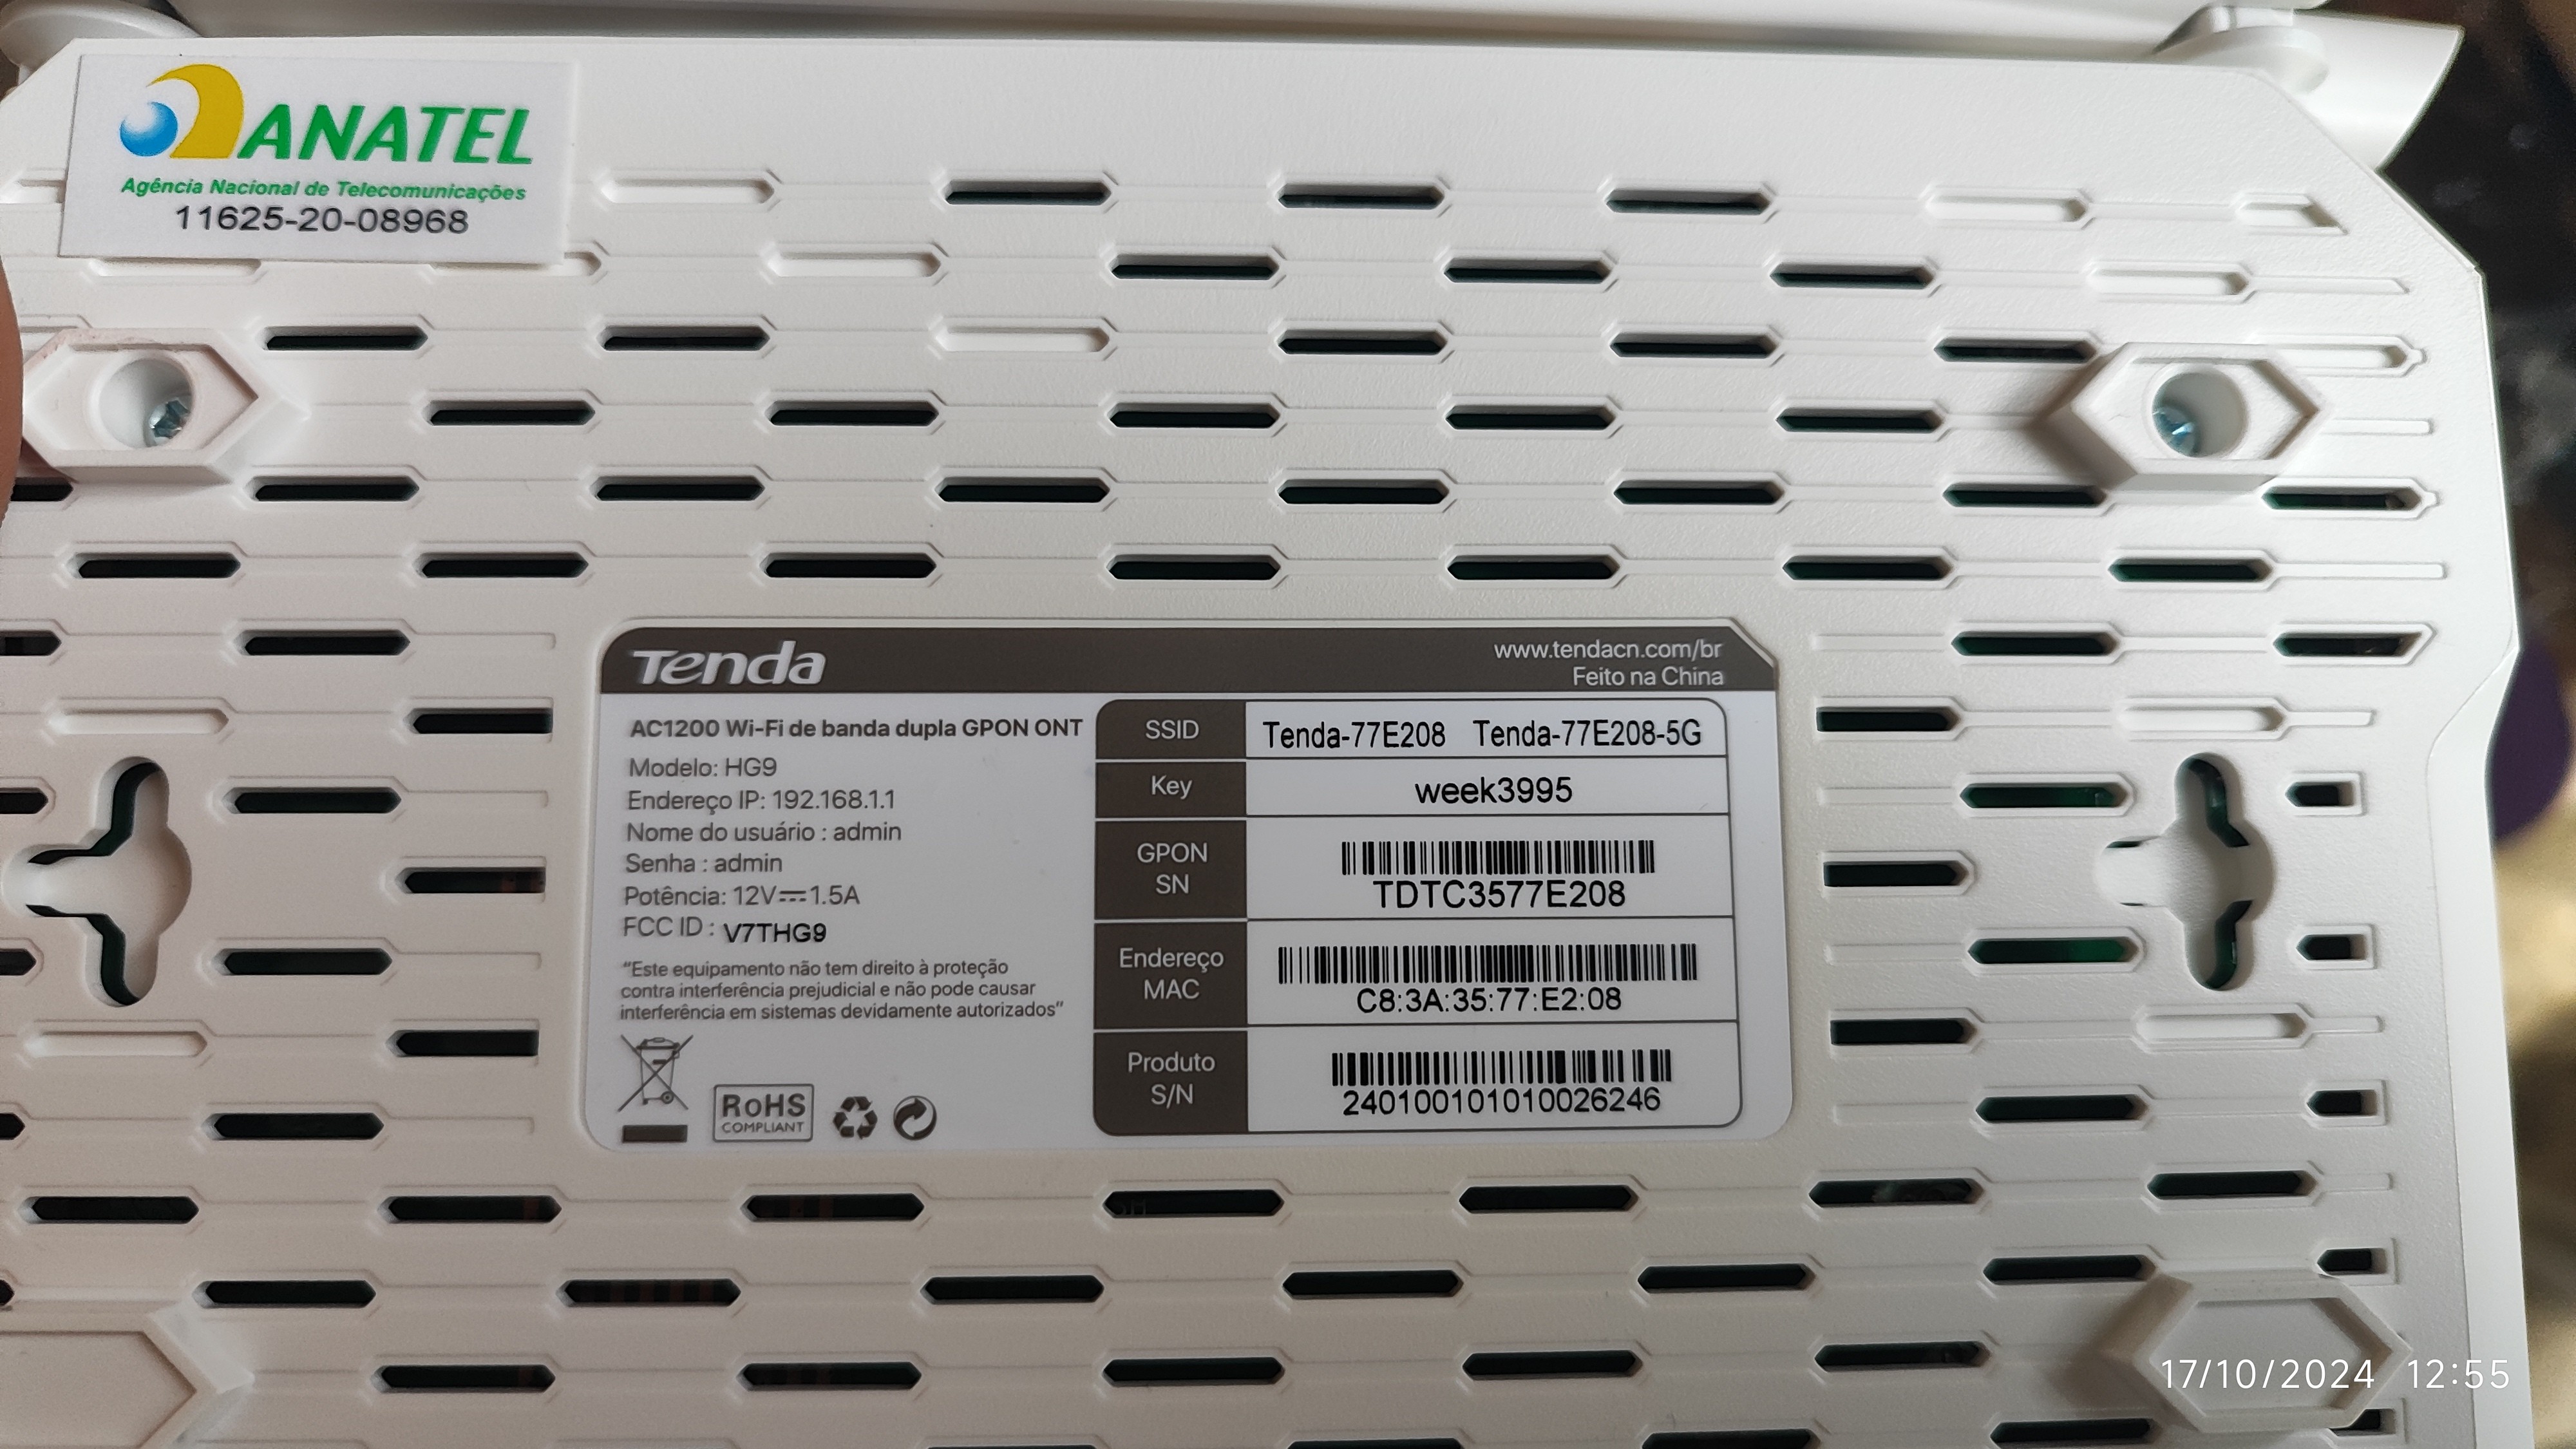 ANATEL
Agência Nacional de Telecomunicações
11625-20-08968
Tenda
www.tendacn.com/br
Feito na China
AC1200 Wi-Fi de banda dupla GPON ONT
Modelo: HG9
Endereço IP: 192.168.1.1
Nome do usuário : admin
Senha : admin
Potência: 12V⎓1.5A
FCC ID : V7THG9
“Este equipamento não tem direito à proteção
contra interferência prejudicial e não pode causar
interferência em sistemas devidamente autorizados”
RoHS
COMPLIANT
SSID Tenda-77E208 Tenda-77E208-5G
Key week3995
GPON
SN
TDTC3577E208
Endereço
MAC
C8:3A:35:77:E2:08
Produto
S/N
240100101010026246
17/10/2024 12:55